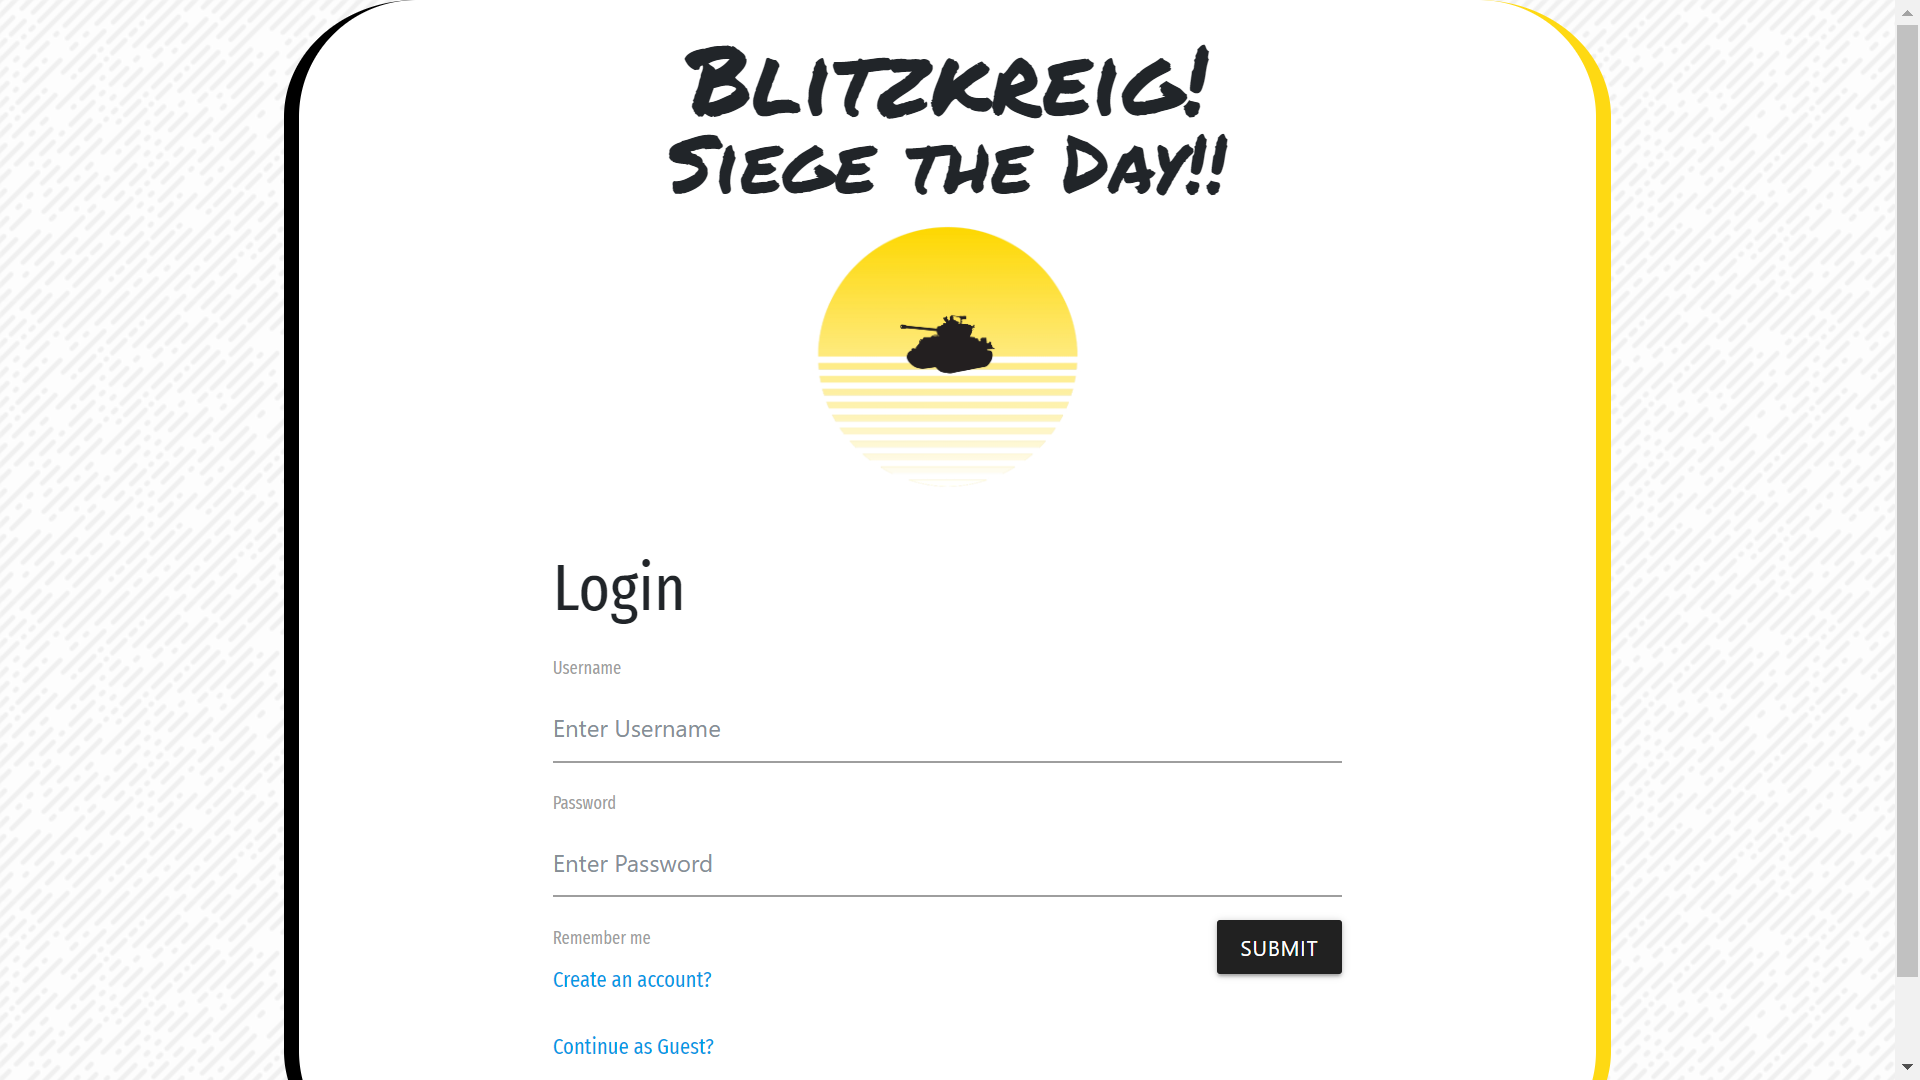 Blitzkreig!
Siege the Day!!
Login
Username
Enter Username
Password
Enter Password
Remember me
SUBMIT
Create an account?
Continue as Guest?